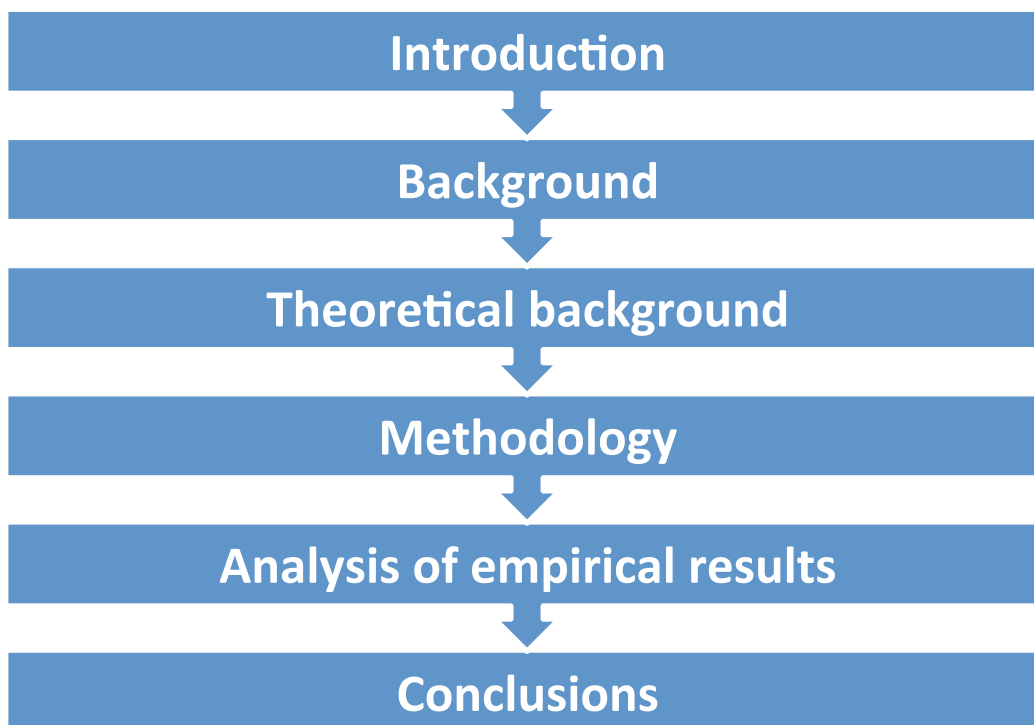 Introduction
Background
Theoretical background
Methodology
Analysis of empirical results
Conclusions